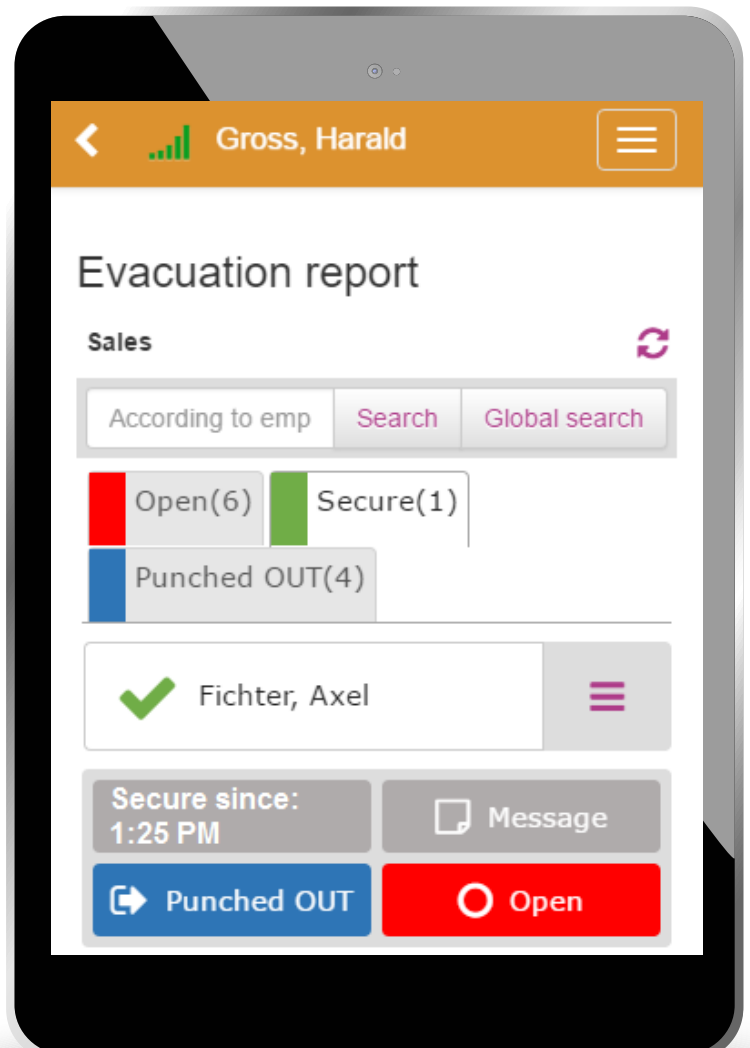 Gross, Harald
Evacuation report
Sales
According to emp
Search
Global search
Open(6)
Secure(1)
Punched OUT(4)
Fichter, Axel
Secure since:
1:25 PM
Message
Punched OUT
Open